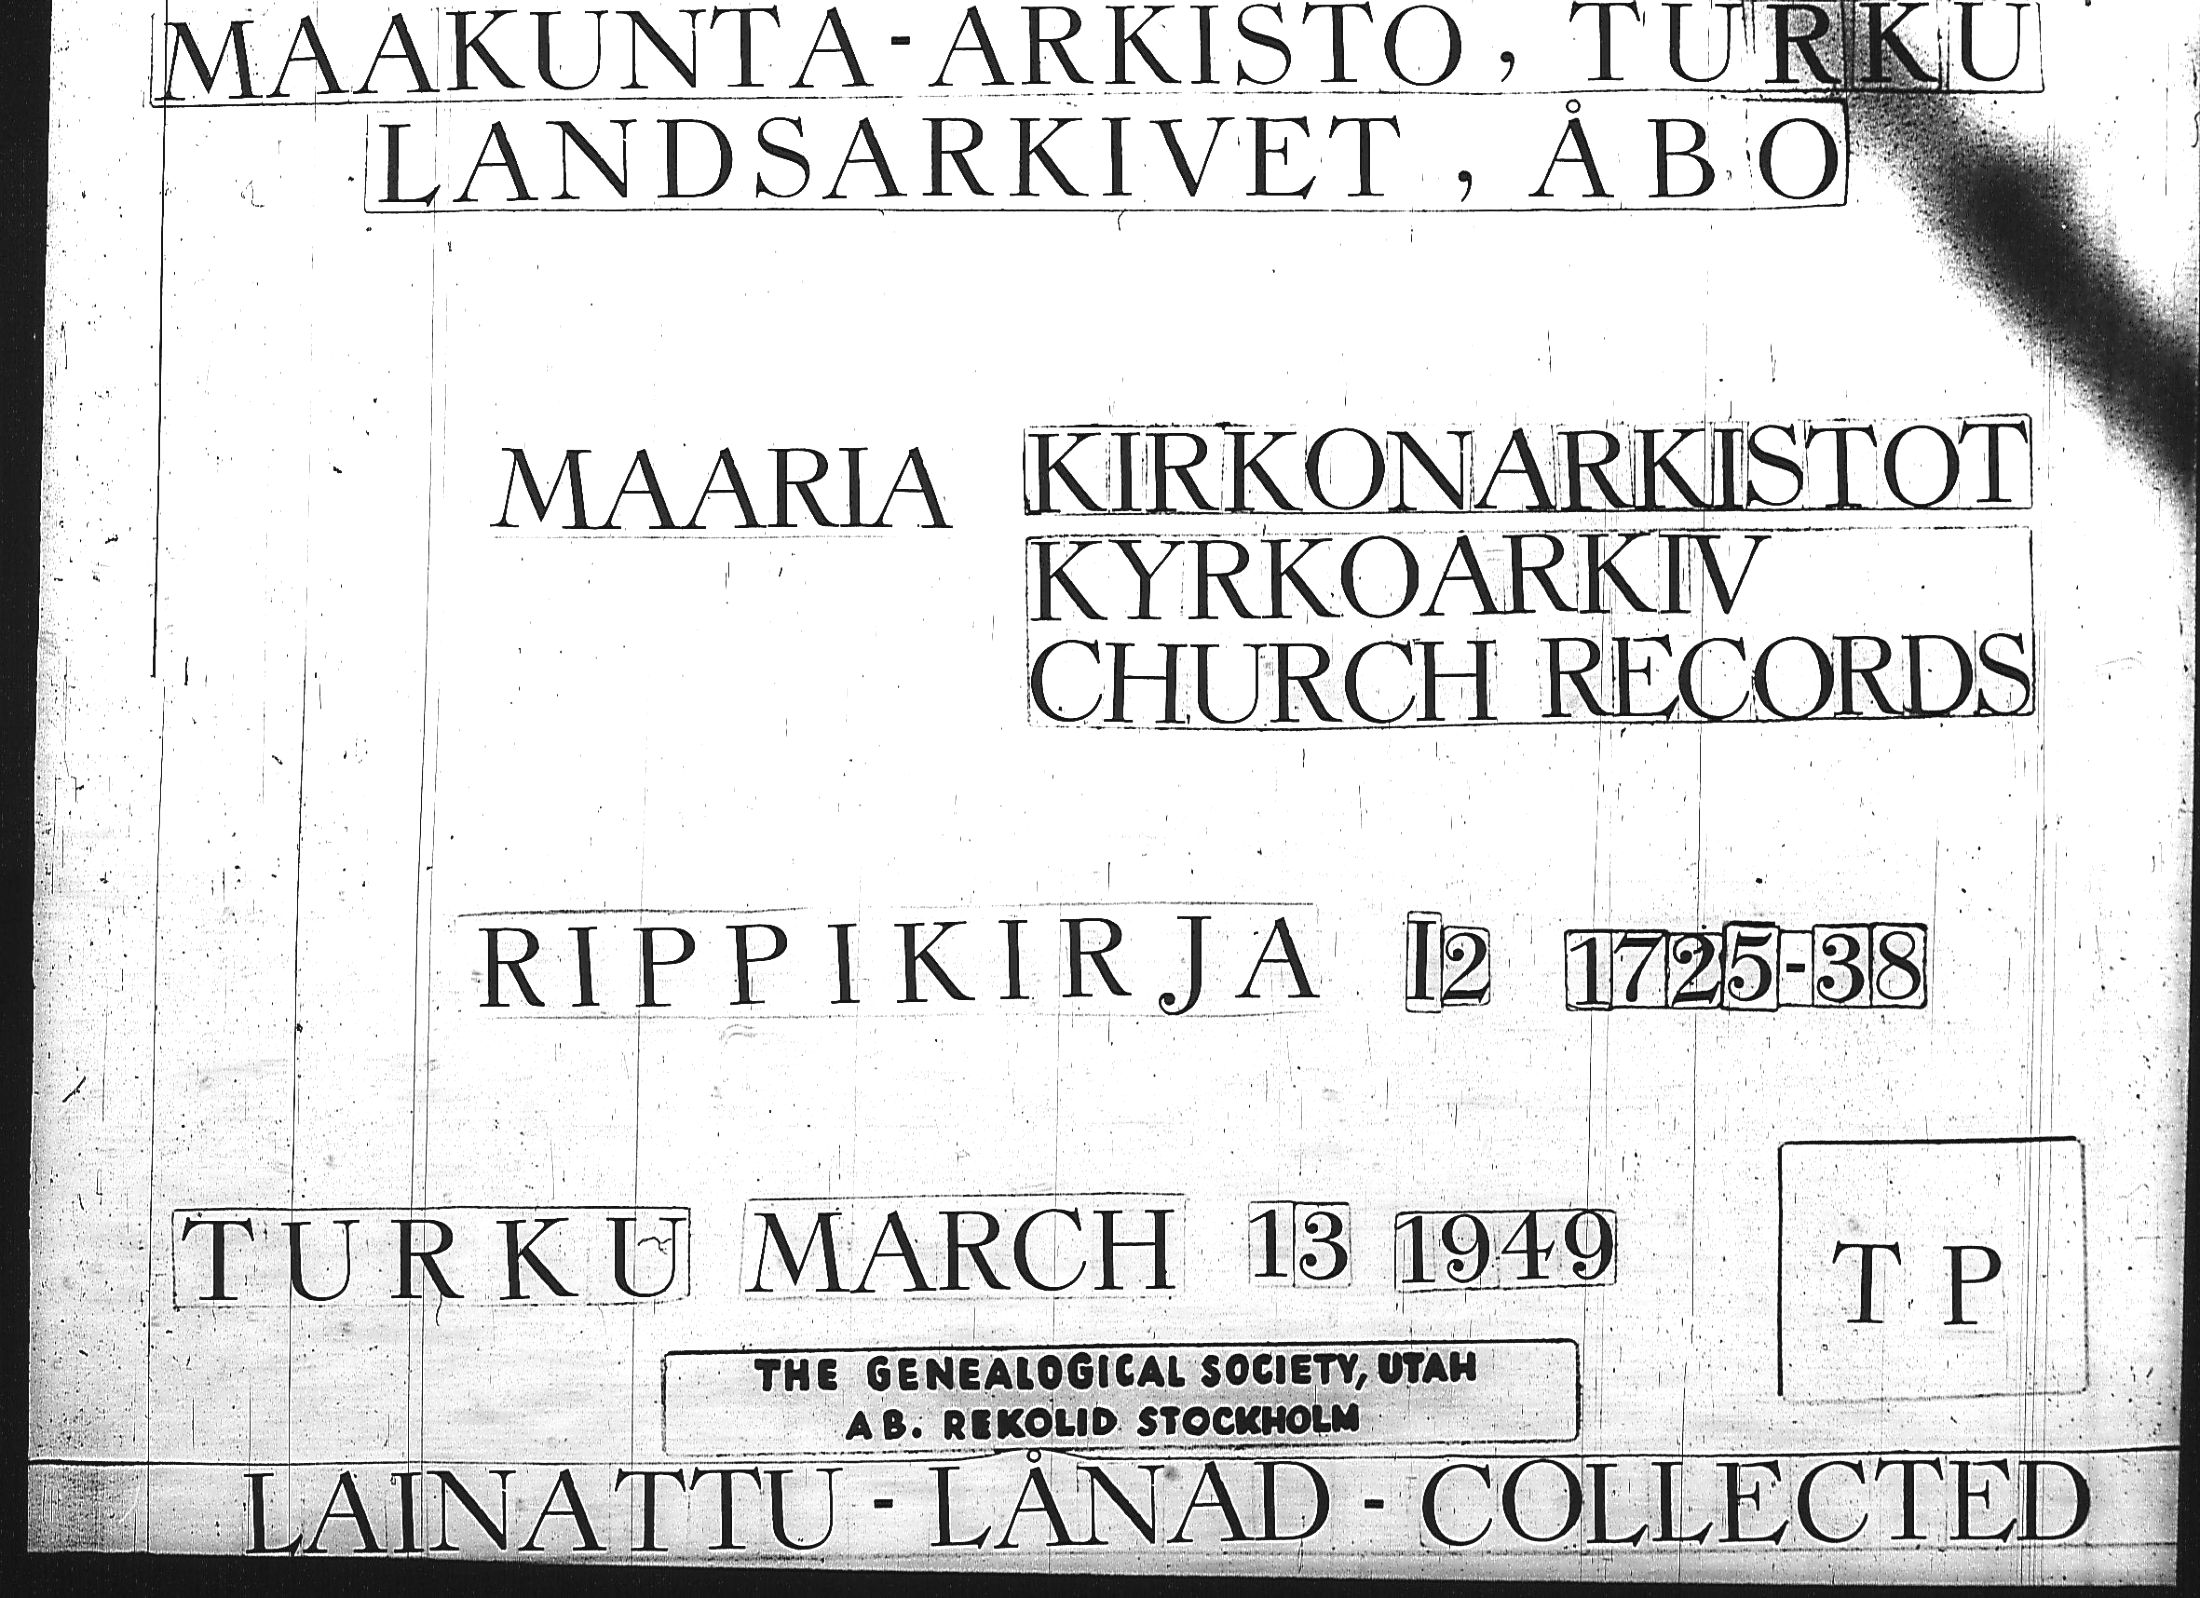 MAAKUNTA-ARKISTO, TURKU
LANDSARKIVET, ÅBO
MAARIA KIRKONARKISTOT
KYRKOARKIV
CHURCH RECORDS
RIPPIKIRJA I2 1725-38
TURKU MARCH 13 1949
TP
THE GENEALOGICAL SOCIETY, UTAH
AB. REKOLID STOCKHOLM
LAINATTU - LÅNAD - COLLECTED